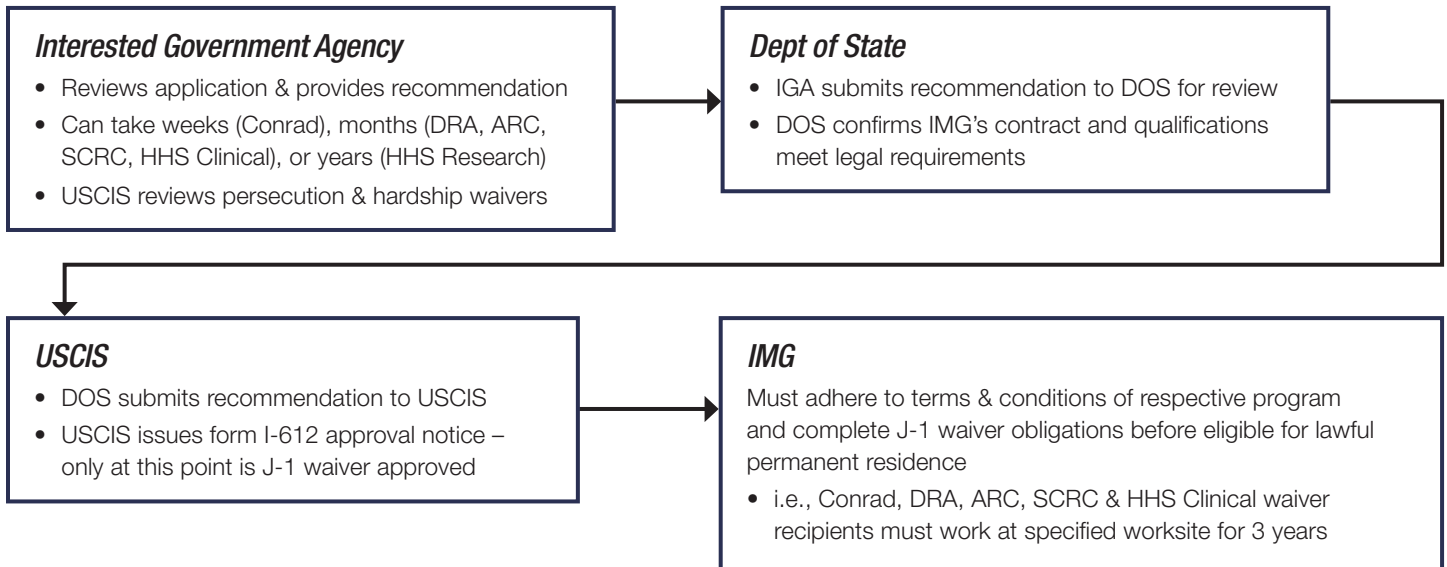 Interested Government Agency
• Reviews application & provides recommendation
• Can take weeks (Conrad), months (DRA, ARC,
SCRC, HHS Clinical), or years (HHS Research)
• USCIS reviews persecution & hardship waivers
Dept of State
• IGA submits recommendation to DOS for review
• DOS confirms IMG’s contract and qualifications
meet legal requirements
USCIS
• DOS submits recommendation to USCIS
• USCIS issues form I-612 approval notice –
only at this point is J-1 waiver approved
IMG
Must adhere to terms & conditions of respective program
and complete J-1 waiver obligations before eligible for lawful
permanent residence
• i.e., Conrad, DRA, ARC, SCRC & HHS Clinical waiver
recipients must work at specified worksite for 3 years